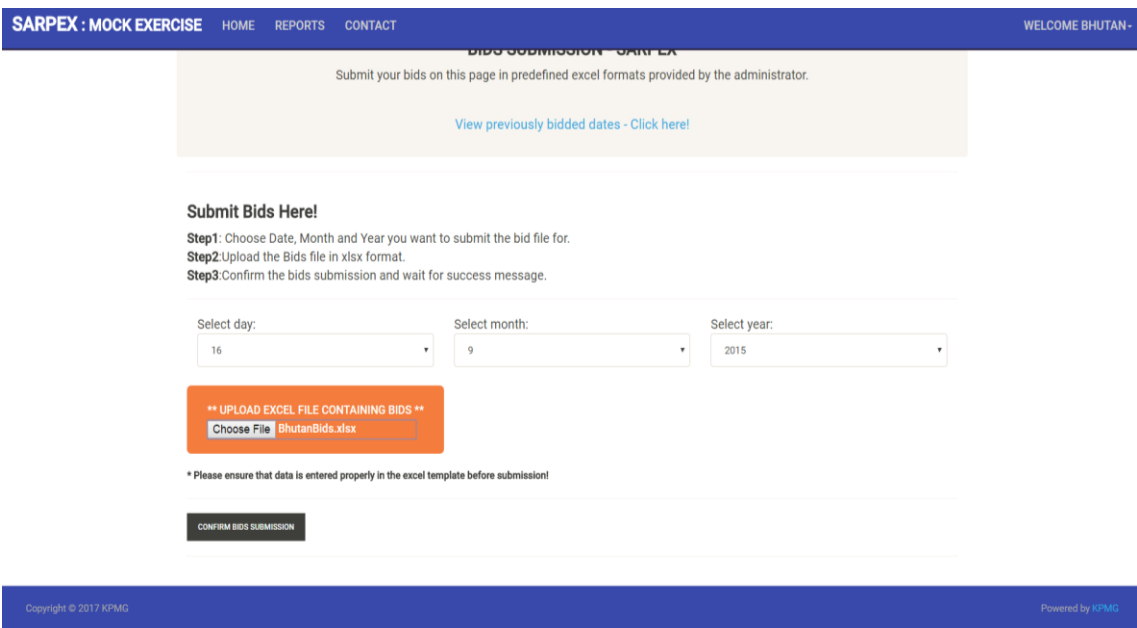 SARPEX : MOCK EXERCISE HOME REPORTS CONTACT WELCOME BHUTAN
BIDS SUBMISSION - SARPEX
Submit your bids on this page in predefined excel formats provided by the administrator.
View previously bidded dates - Click here!
Submit Bids Here!
Step1: Choose Date, Month and Year you want to submit the bid file for.
Step2:Upload the Bids file in xlsx format.
Step3:Confirm the bids submission and wait for success message.
Select day: Select month: Select year:
16 9 2015
** UPLOAD EXCEL FILE CONTAINING BIDS **
Choose File BhutanBids.xlsx
* Please ensure that data is entered properly in the excel template before submission!
CONFIRM BIDS SUBMISSION
Copyright © 2017 KPMG Powered by KPMG